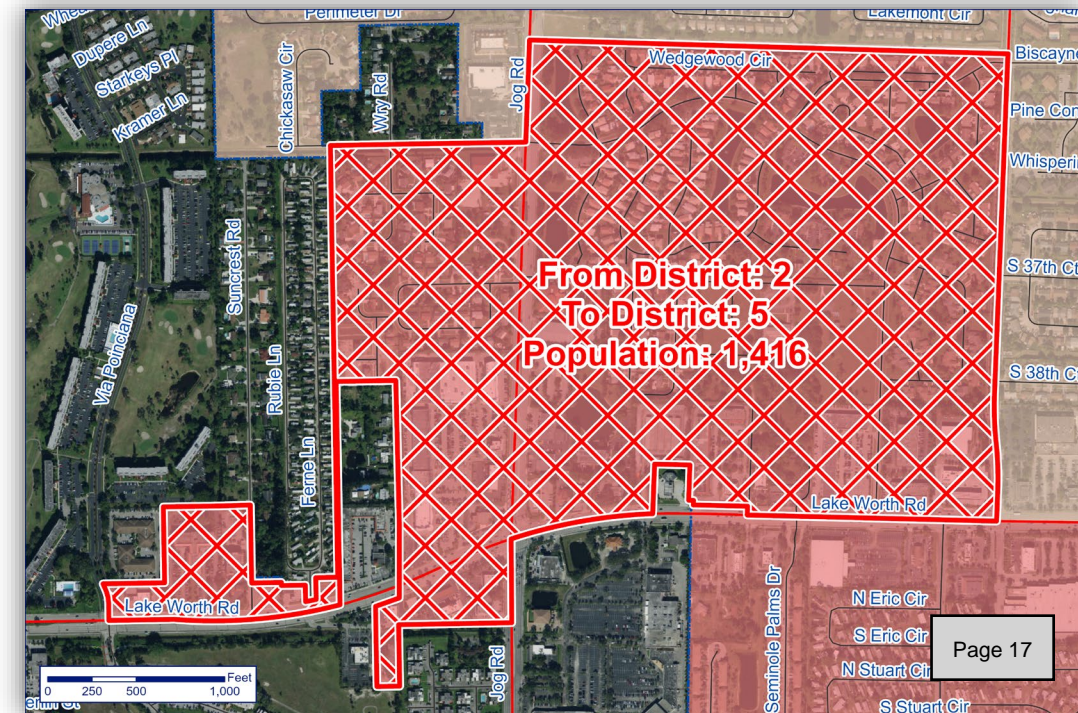 Perimeter Dr
Lakemont Cir
Dupere Ln
Starkeys Pl
Kramer Ln
Chickasaw Cir
Wry Rd
Jog Rd
Wedgewood Cir
Biscayne
Pine Con
Whisperi
Suncrest Rd
S 37th Ct
From District: 2
To District: 5
Population: 1,416
Via Poinciana
Rubie Ln
S 38th Ct
Ferne Ln
Lake Worth Rd
Lake Worth Rd
Seminole Palms Dr
N Eric Cir
S Eric Cir
Page 17
Jog Rd
N Stuart Cir
S Stuart Cir
Feet
0 250 500 1,000